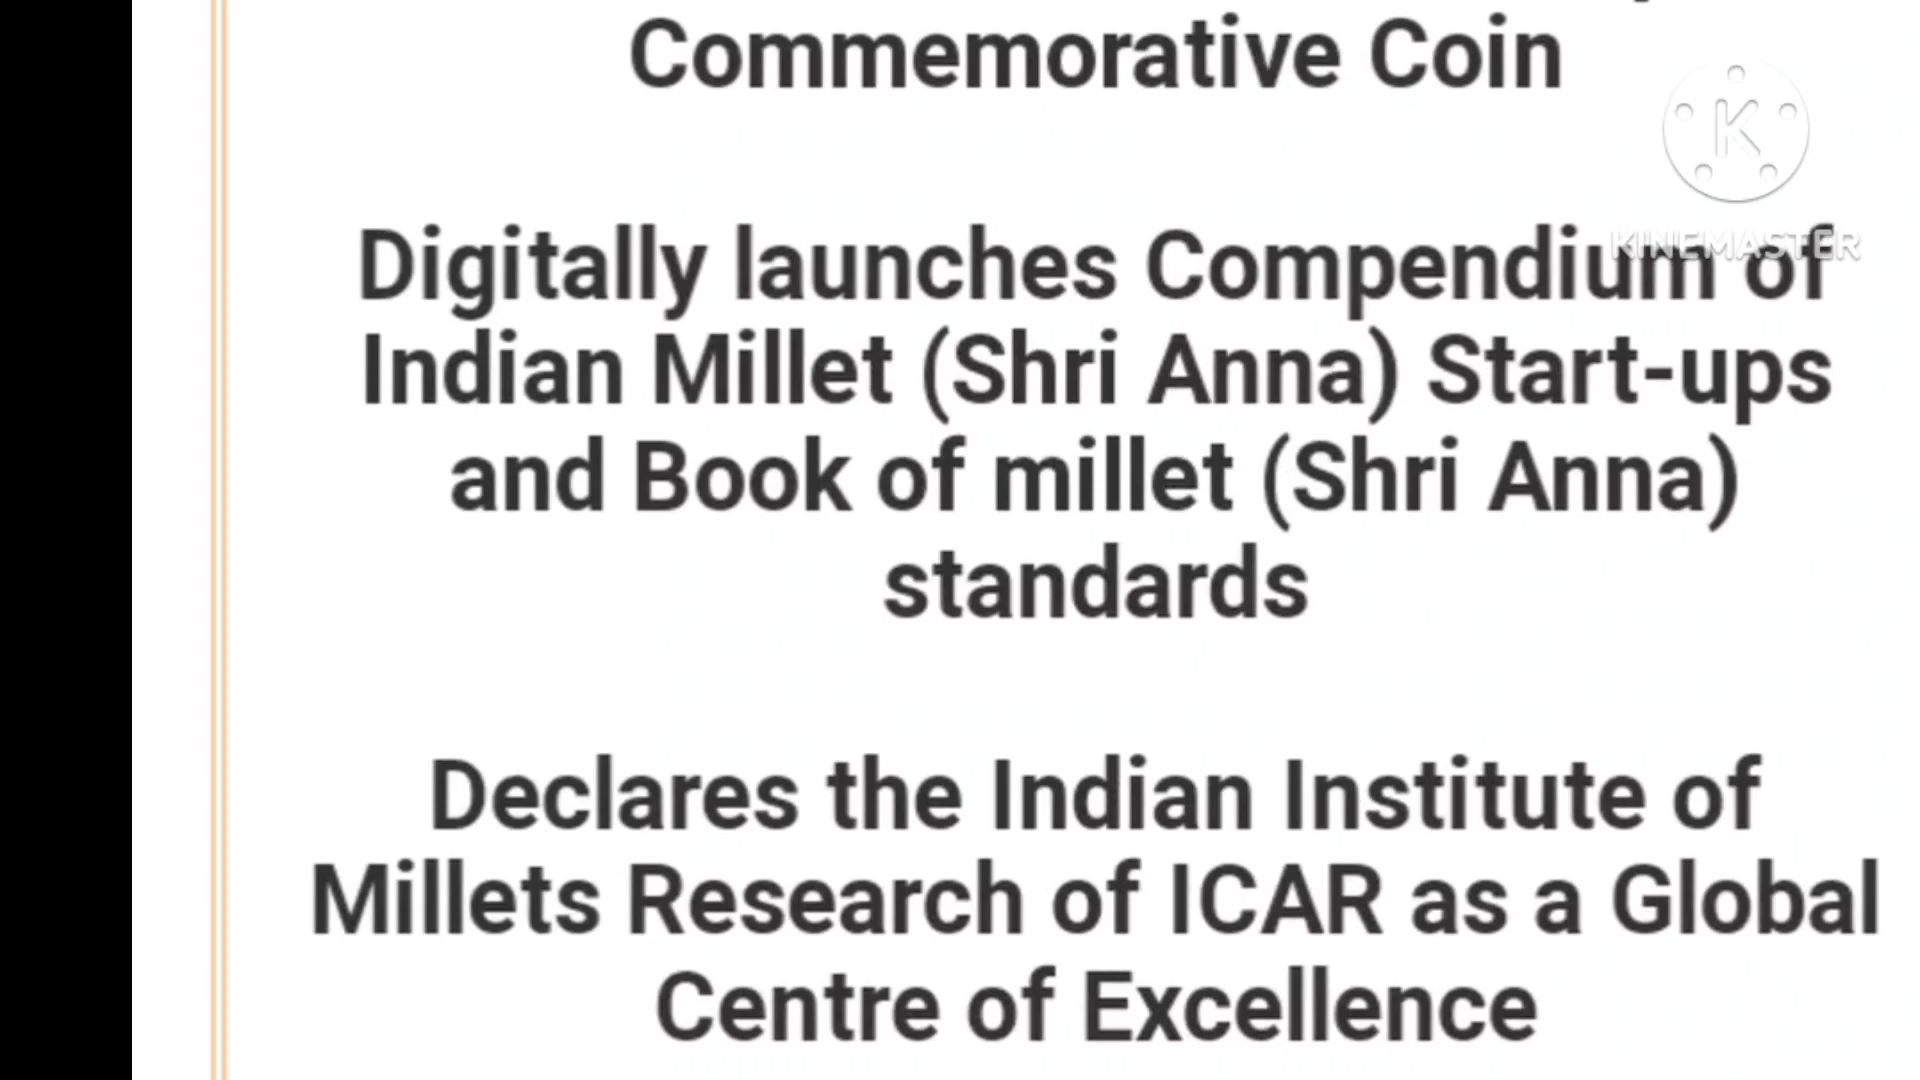 Commemorative Coin
K
KINEMASTER
Digitally launches Compendium of
Indian Millet (Shri Anna) Start-ups
and Book of millet (Shri Anna)
standards
Declares the Indian Institute of
Millets Research of ICAR as a Global
Centre of Excellence